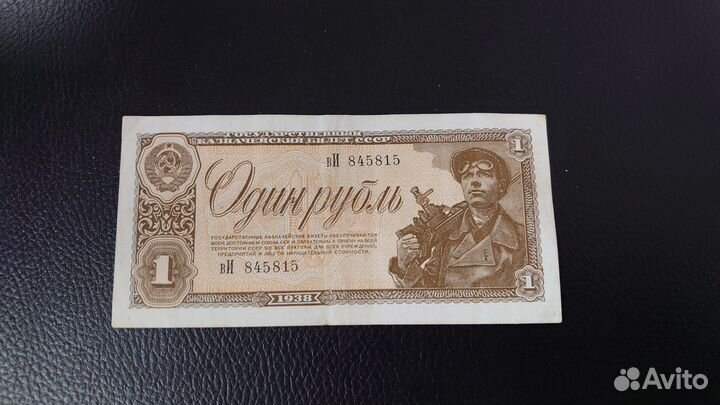 ГОСУДАРСТВЕННЫЙ
КАЗНАЧЕЙСКИЙ БИЛЕТ СССР
1
вИ 845815
Один рубль
ГОСУДАРСТВЕННЫЕ КАЗНАЧЕЙСКИЕ БИЛЕТЫ ОБЕСПЕЧИВАЮТСЯ
ВСЕМ ДОСТОЯНИЕМ СОЮЗА ССР И ОБЯЗАТЕЛЬНЫ К ПРИЕМУ НА ВСЕЙ
ТЕРРИТОРИИ СССР ВО ВСЕ ПЛАТЕЖИ ДЛЯ ВСЕХ УЧРЕЖДЕНИЙ,
ПРЕДПРИЯТИЙ И ЛИЦ ПО НАРИЦАТЕЛЬНОЙ СТОИМОСТИ.
вИ 845815
1
1938
1
Avito